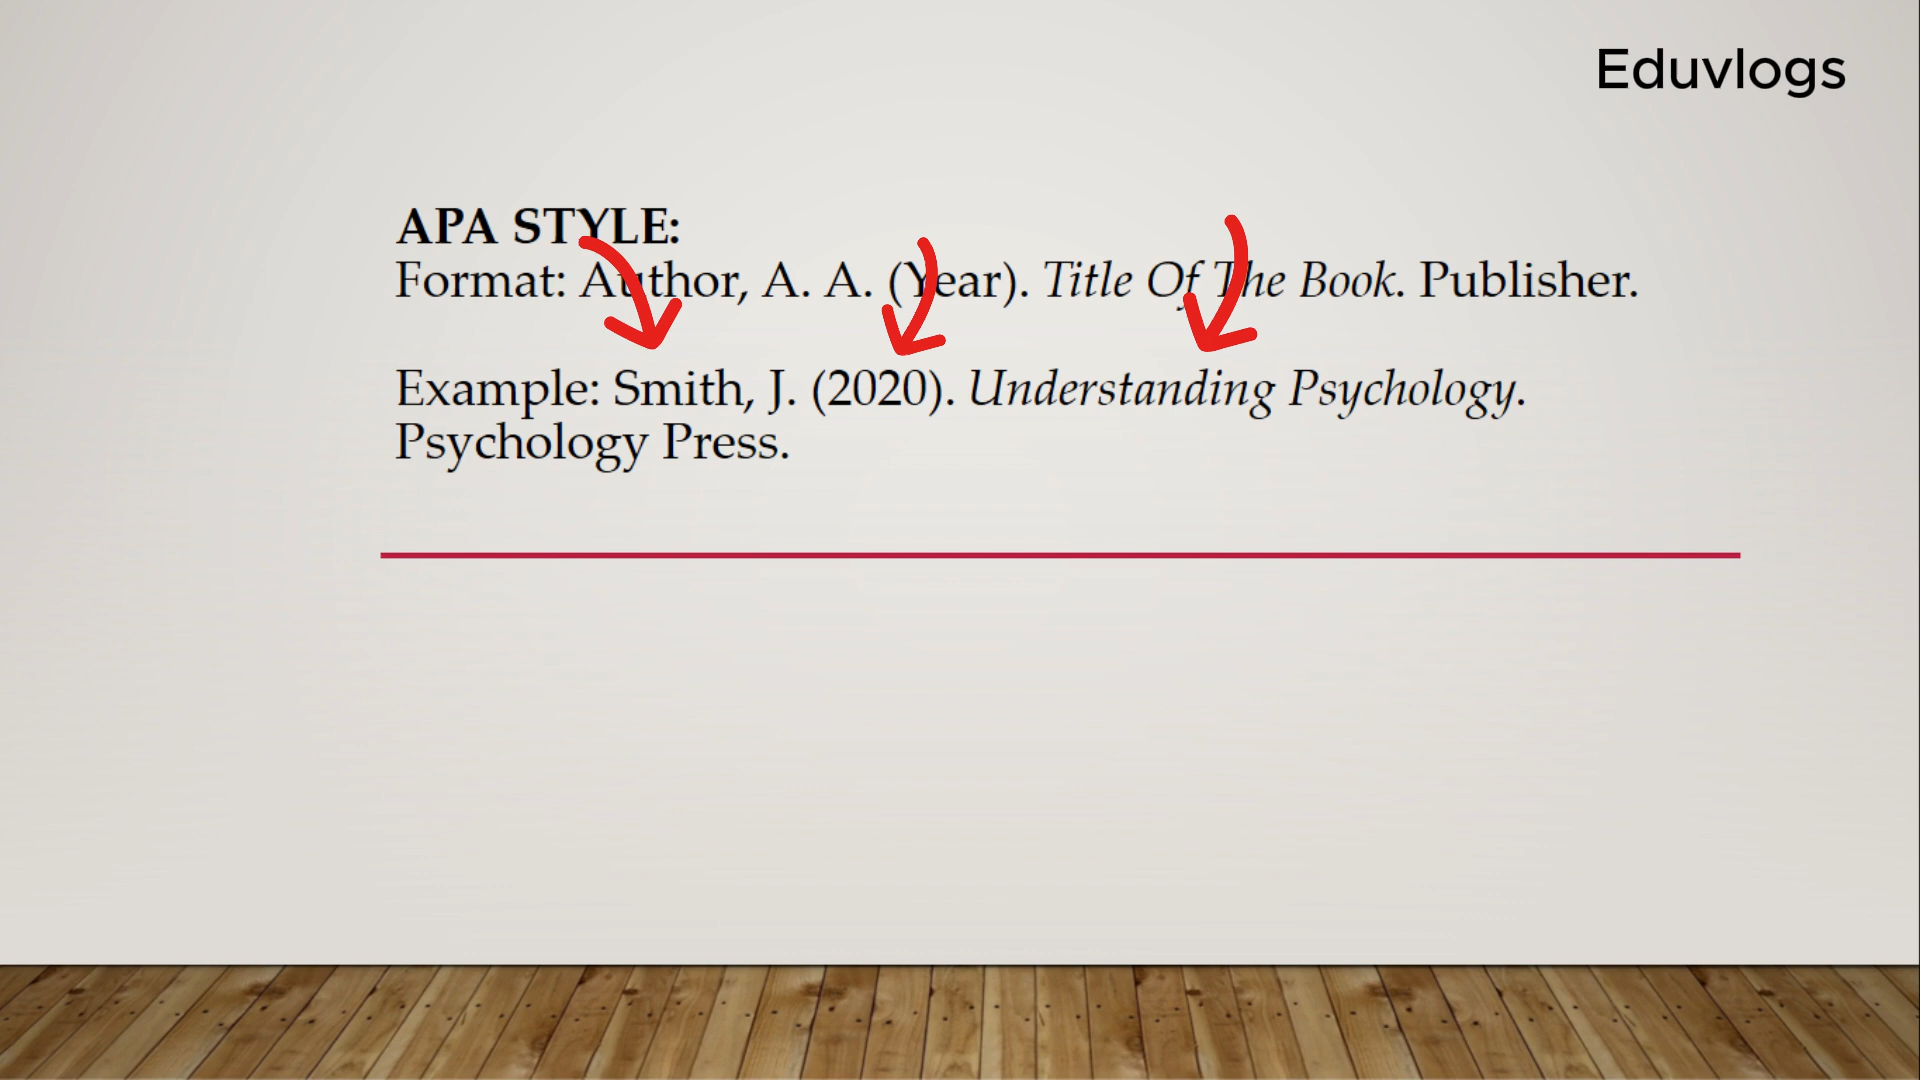 Eduvlogs
APA STYLE:
Format: Author, A. A. (Year). Title Of The Book. Publisher.
Example: Smith, J. (2020). Understanding Psychology.
Psychology Press.